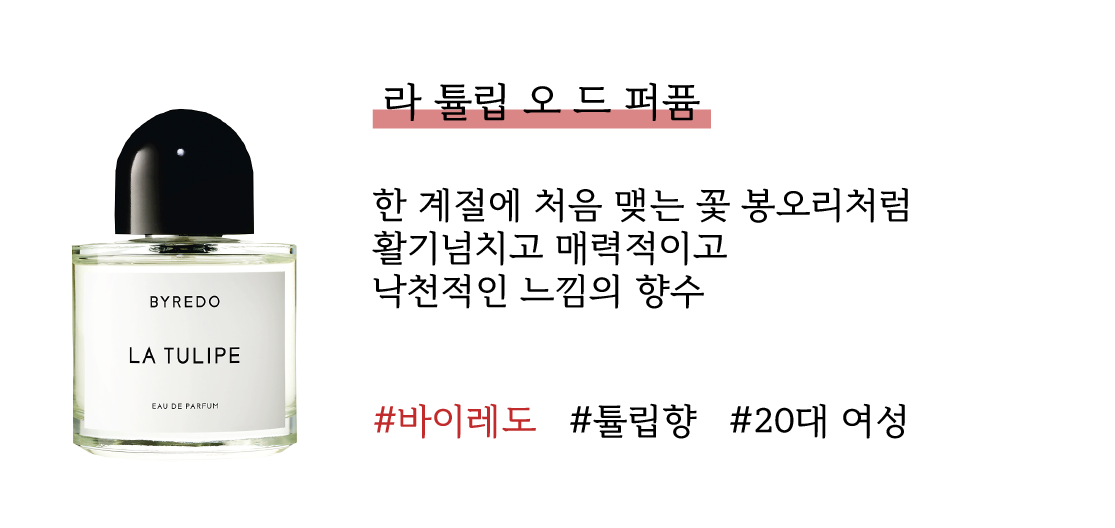 라 튤립 오 드 퍼퓸
한 계절에 처음 맺는 꽃 봉오리처럼
활기넘치고 매력적이고
낙천적인 느낌의 향수
#바이레도 #튤립향 #20대 여성
BYREDO
LA TULIPE
EAU DE PARFUM